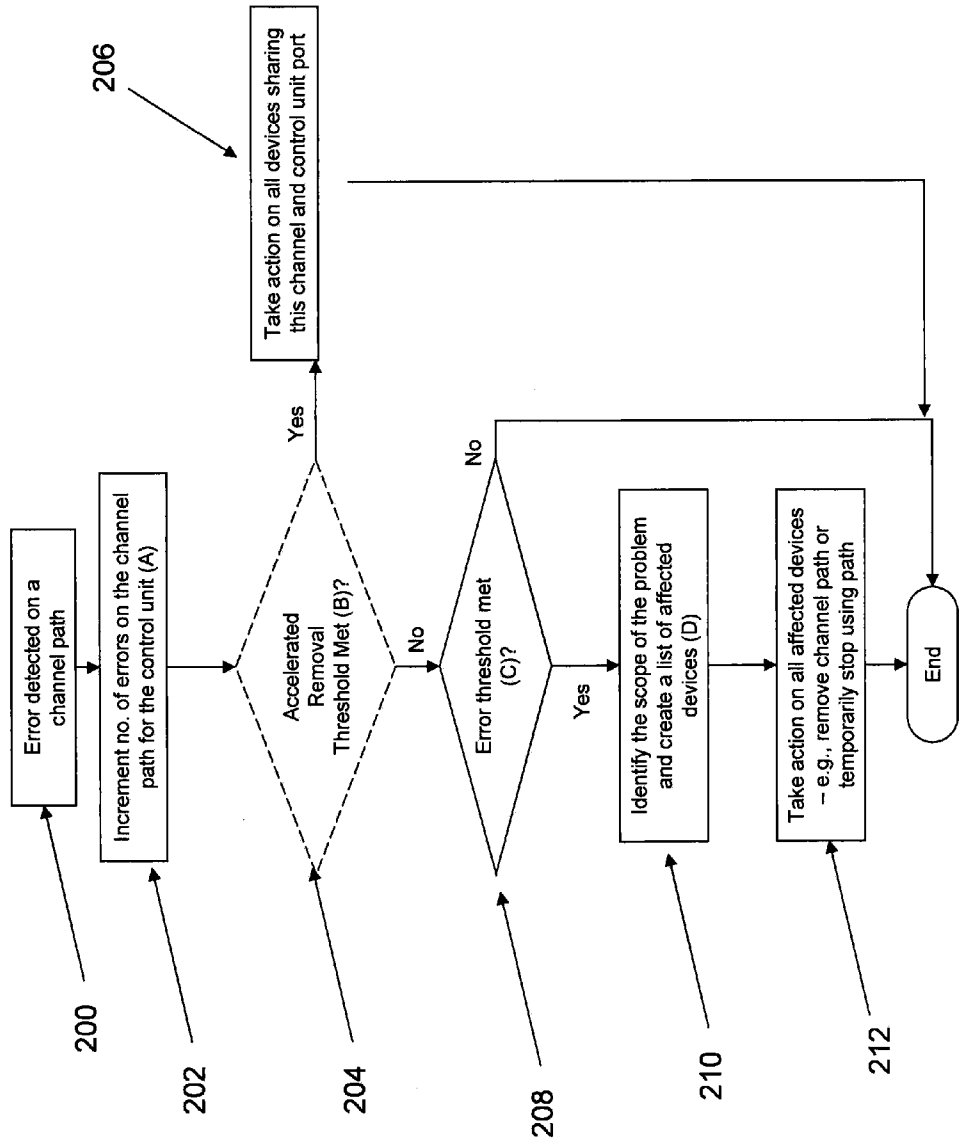 200
Error detected on a
channel path
202
Increment no. of errors on the channel
path for the control unit (A)
204
Accelerated
Removal
Threshold Met (B)?
Yes
206
Take action on all devices sharing
this channel and control unit port
No
208
Error threshold met
(C)?
No
Yes
210
Identify the scope of the problem
and create a list of affected
devices (D)
212
Take action on all affected devices
– e.g., remove channel path or
temporarily stop using path
End